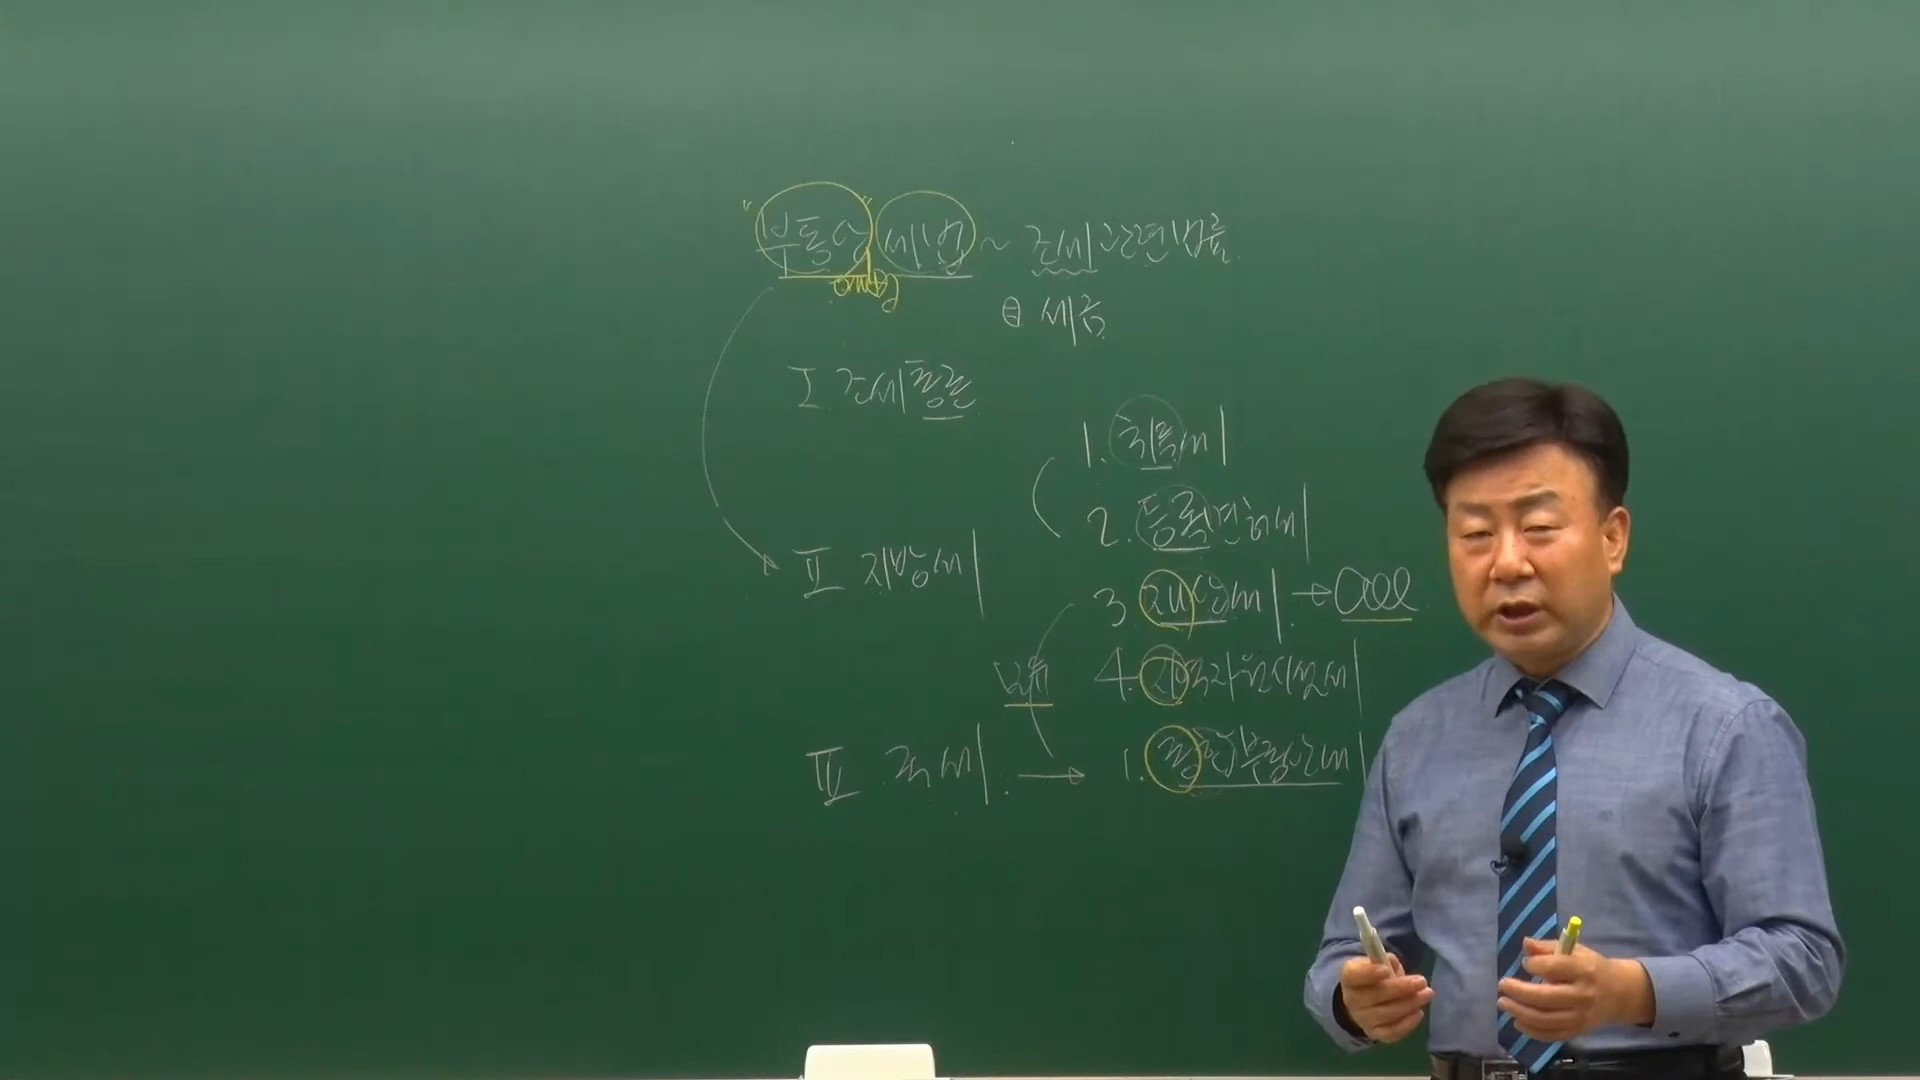 "부동산" 세법 ~ 조세관련법률
⊜ 세금
Ⅰ 조세총론
1. 취득세
2. 등록면허세
Ⅱ 지방세
3. 재산세 →
보유 4. 지역자원시설세
Ⅲ 국세 → 1. 종합부동산세